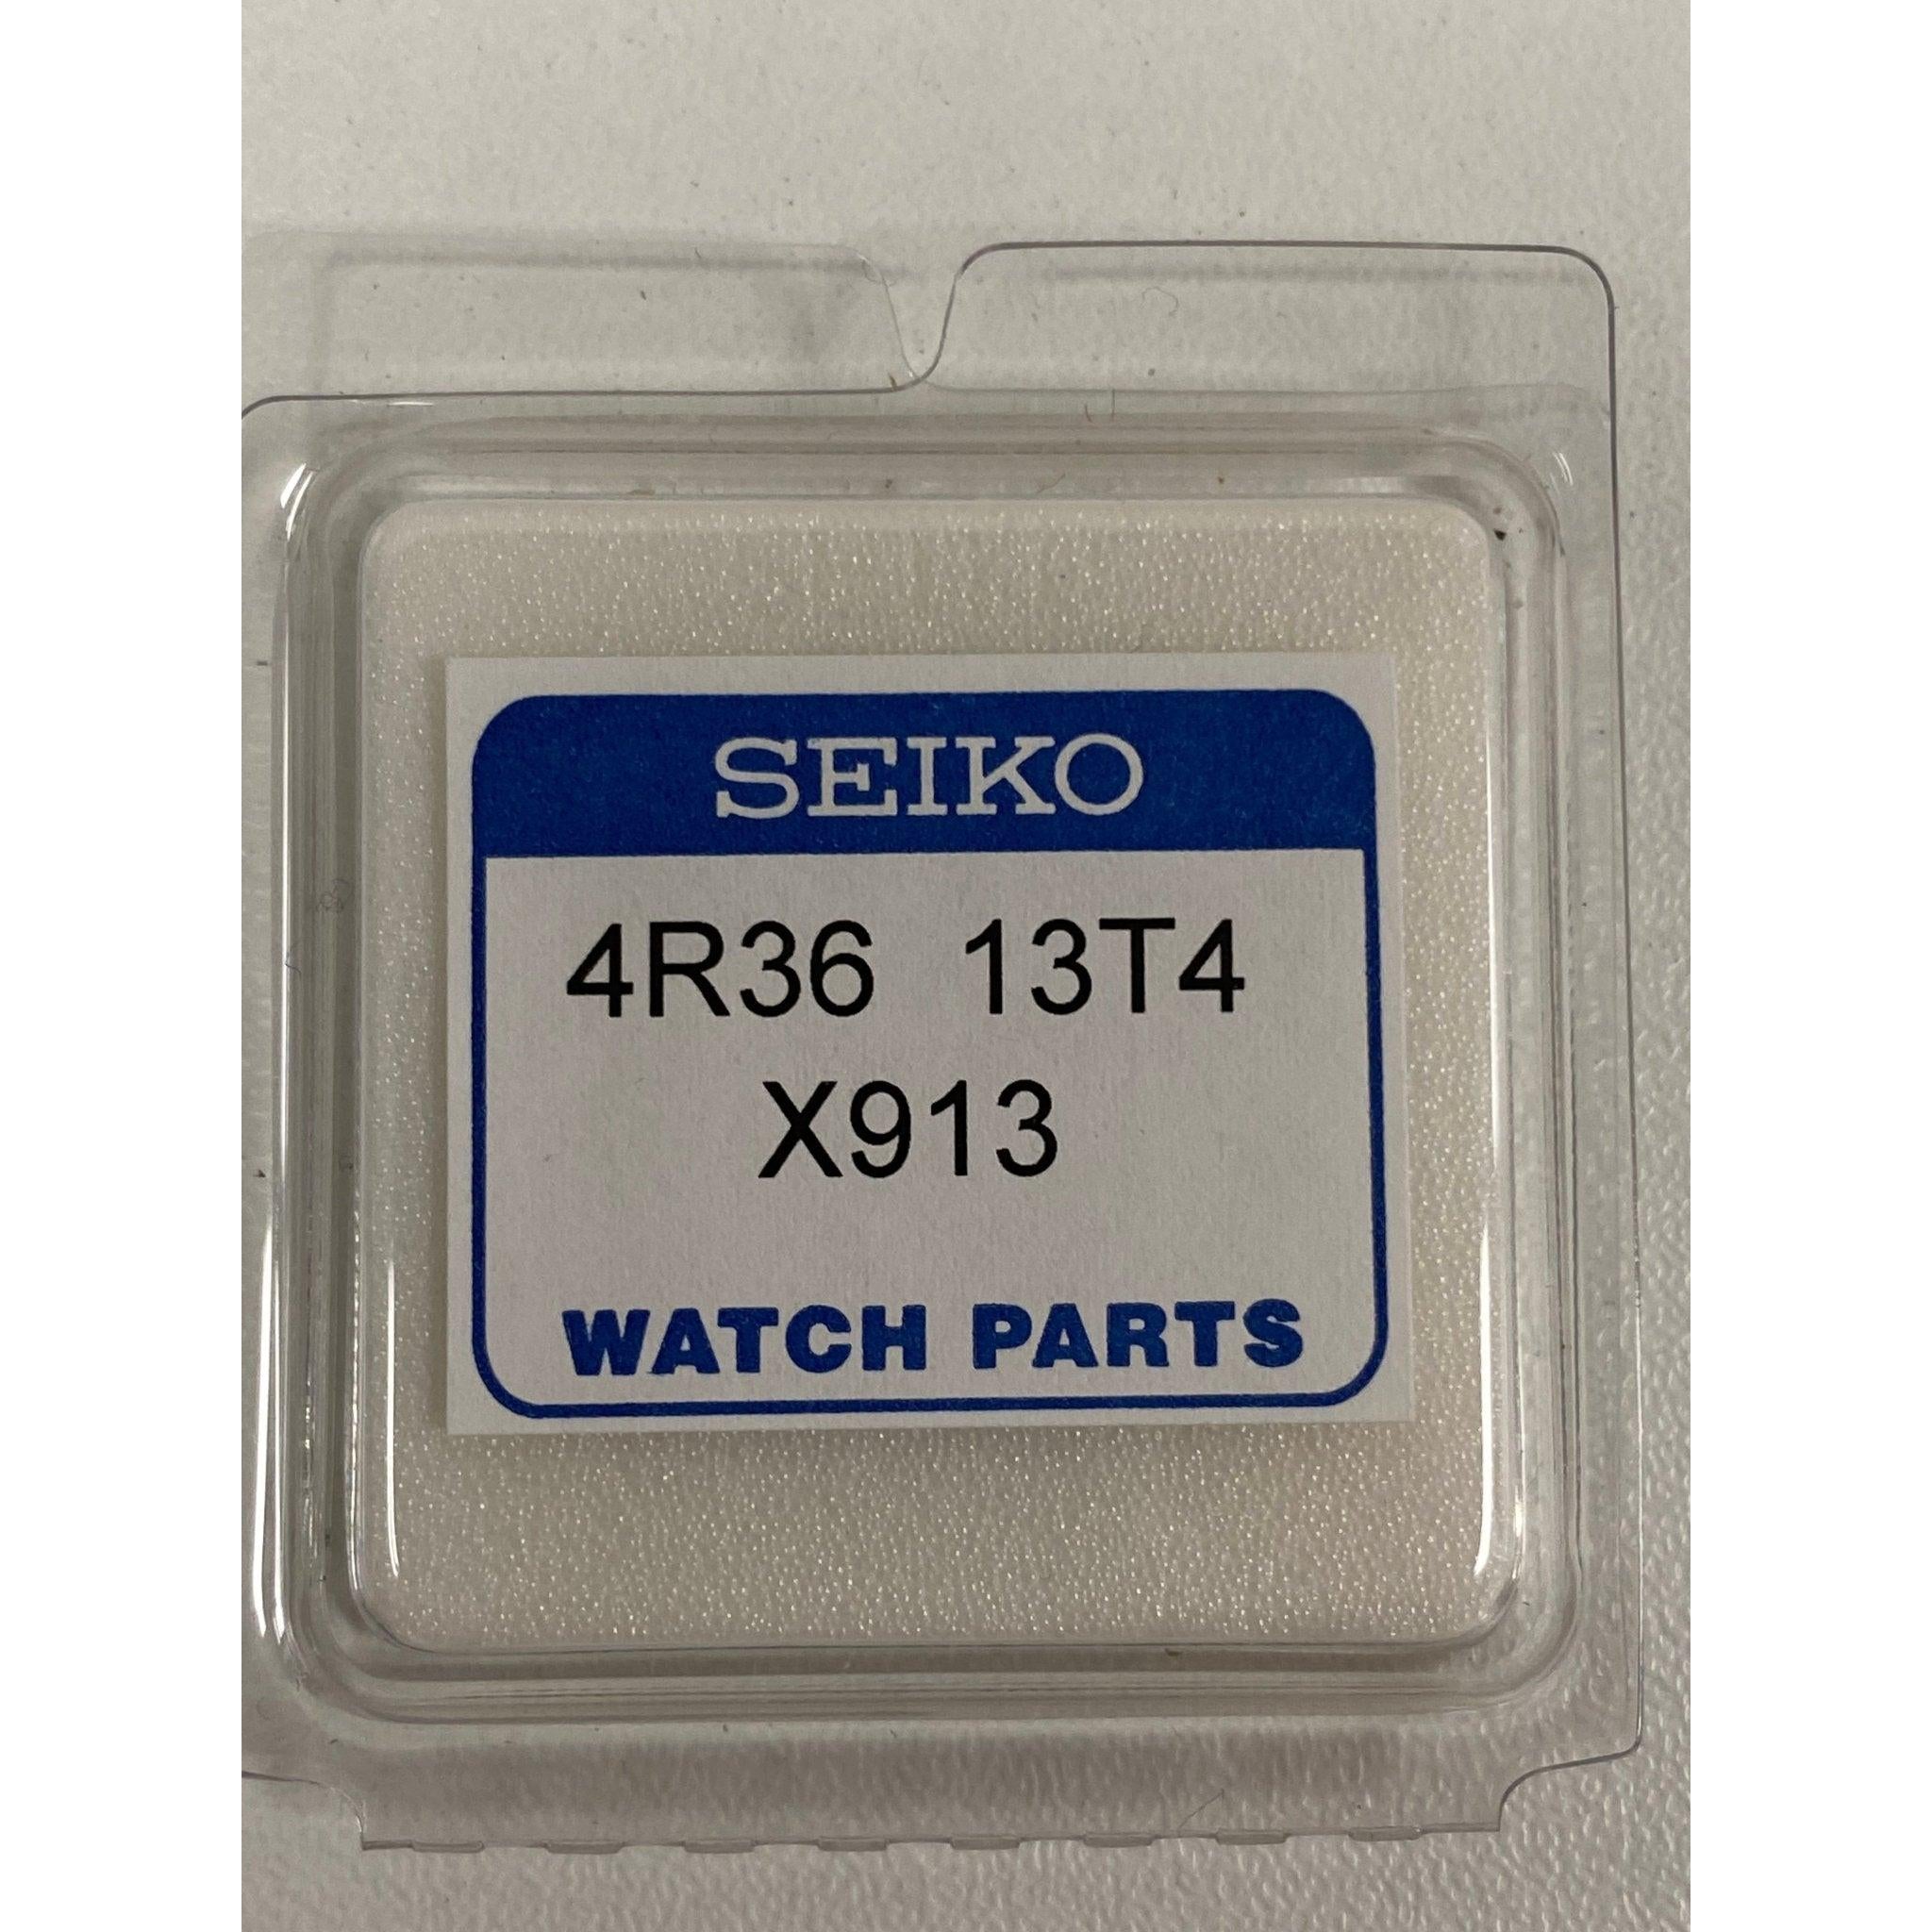 SEIKO
4R36 13T4
X913
WATCH PARTS